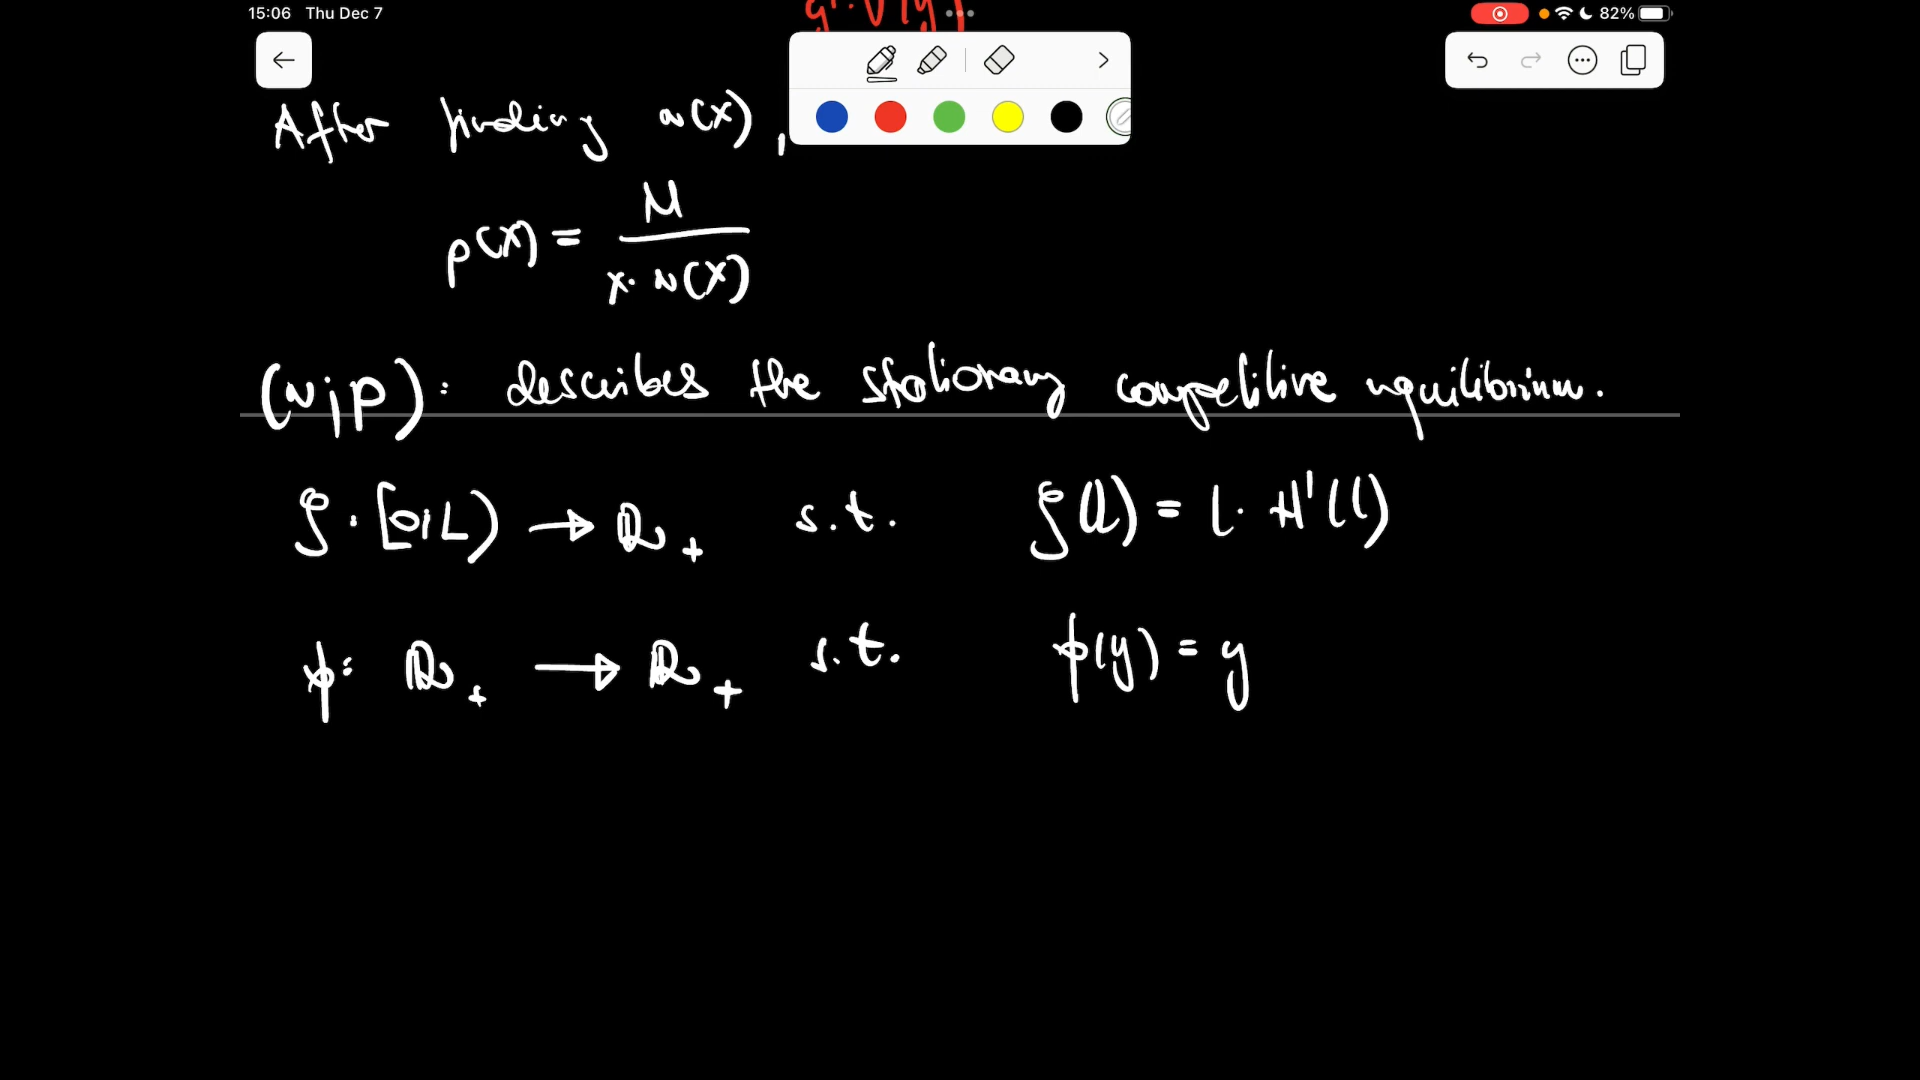 15:06 Thu Dec 7
82%
After finding n(x),
p(x) = M / x · n(x)
(n, p): describes the stationary competitive equilibrium.
ζ : [0, L) → ℝ₊ s.t. ζ(l) = l · H'(l)
ϕ: ℝ₊ → ℝ₊ s.t. ϕ(y) = y